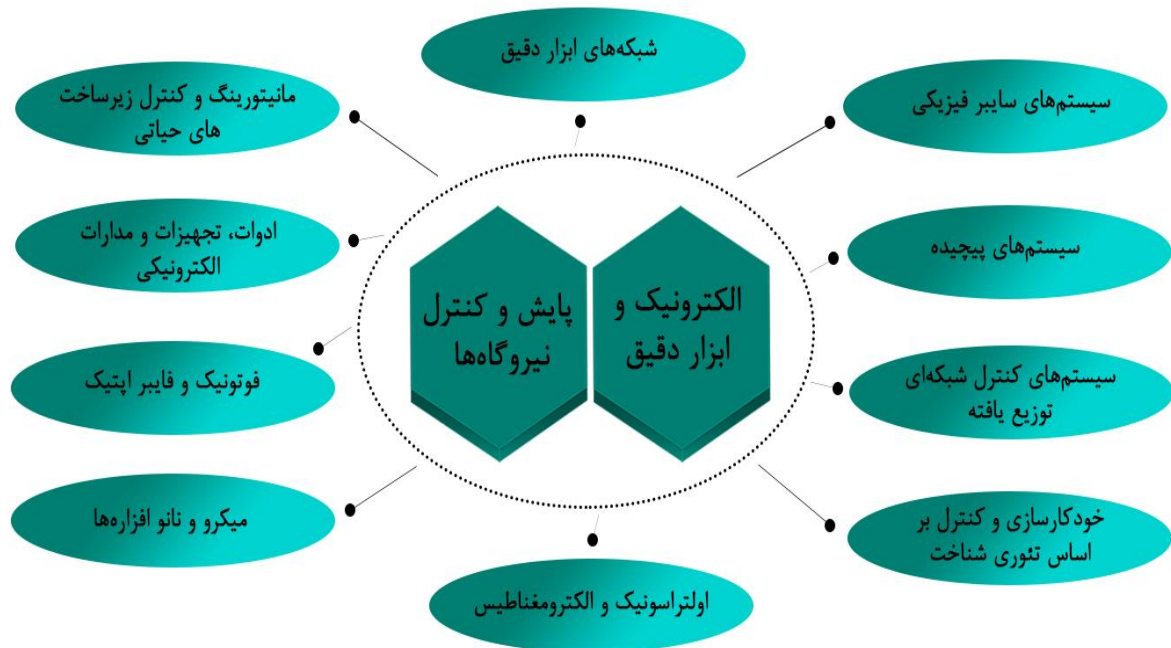 شبکه‌های ابزار دقیق
سیستم‌های سایبر فیزیکی
مانیتورینگ و کنترل زیرساخت
های حیاتی
سیستم‌های پیچیده
ادوات، تجهیزات و مدارات
الکترونیکی
الکترونیک و
ابزار دقیق
پایش و کنترل
نیروگاه‌ها
سیستم‌های کنترل شبکه‌ای
توزیع یافته
فوتونیک و فایبر اپتیک
خودکارسازی و کنترل بر
اساس تئوری شناخت
میکرو و نانو افزاره‌ها
اولتراسونیک و الکترومغناطیس